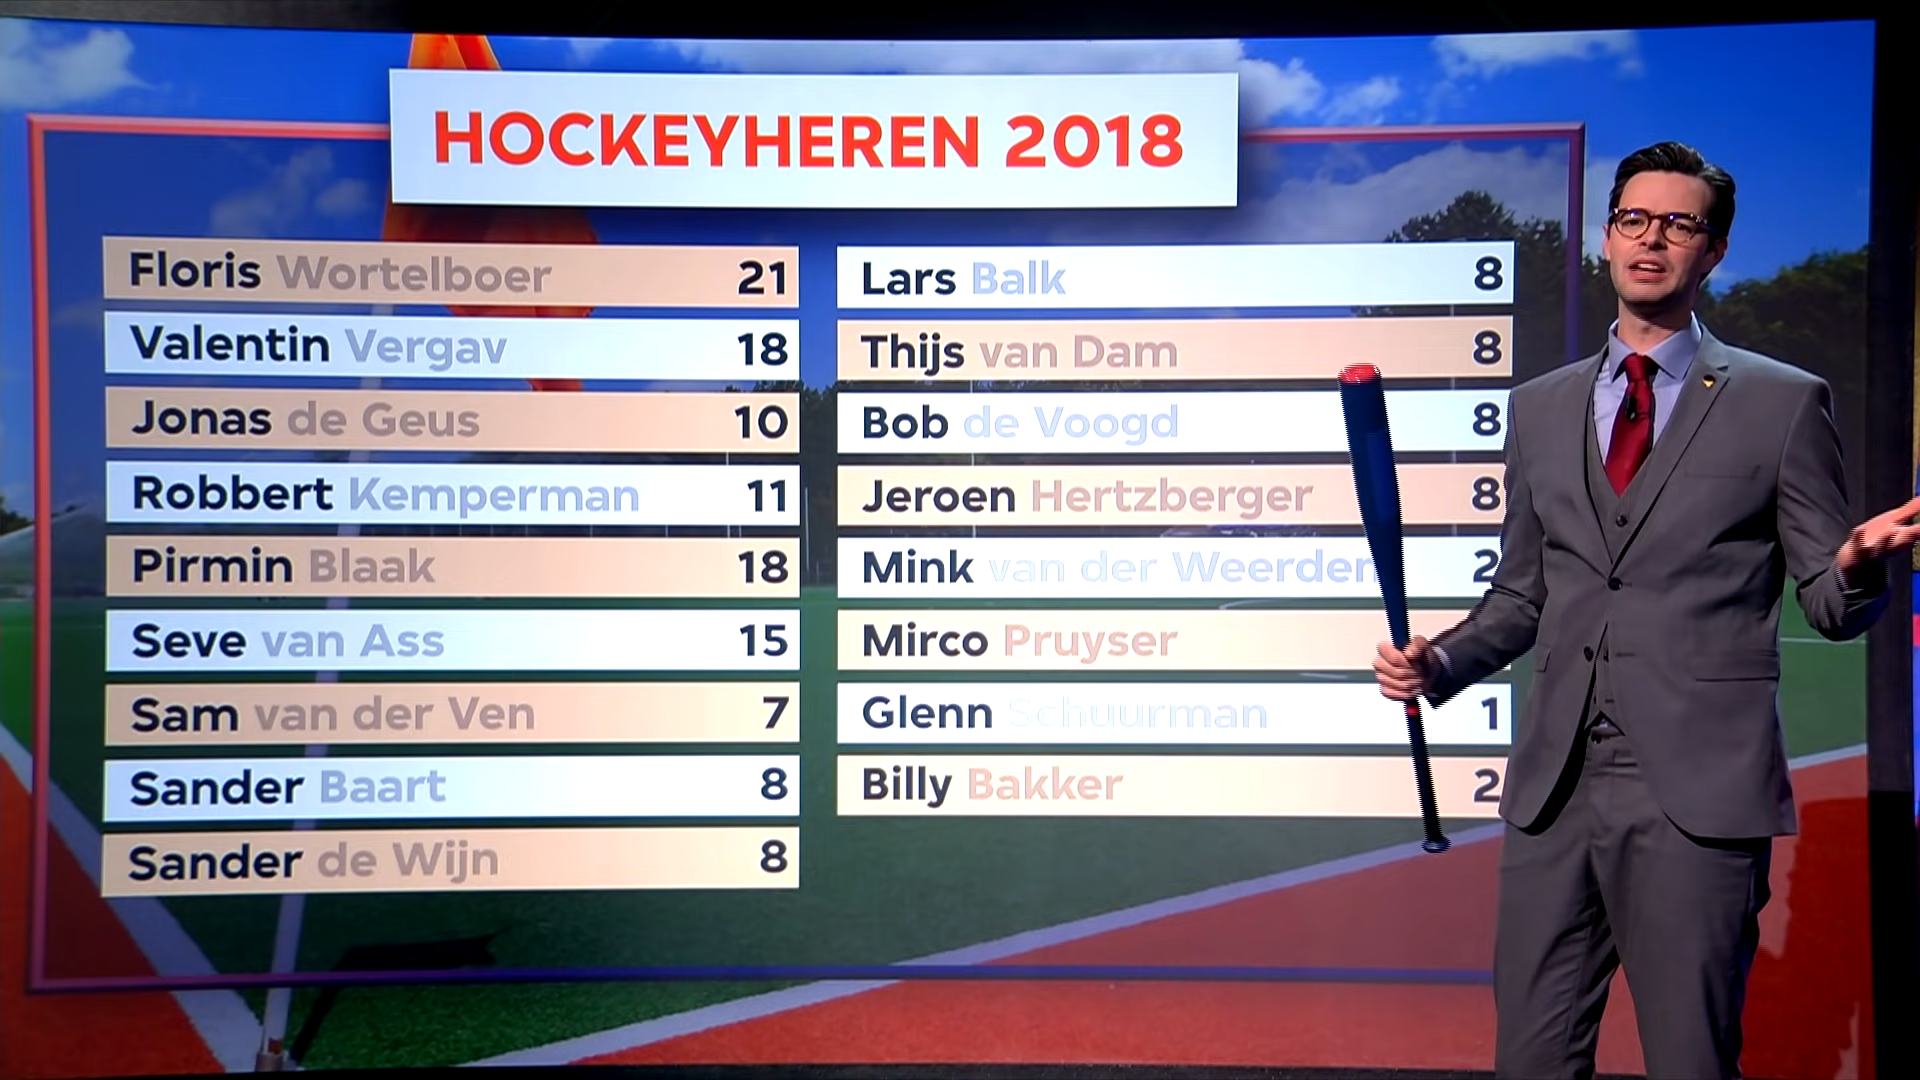 HOCKEYHEREN 2018
Floris Wortelboer 21
Valentin Vergav 18
Jonas de Geus 10
Robbert Kemperman 11
Pirmin Blaak 18
Seve van Ass 15
Sam van der Ven 7
Sander Baart 8
Sander de Wijn 8
Lars Balk 8
Thijs van Dam 8
Bob de Voogd 8
Jeroen Hertzberger 8
Mink van der Weerden 2
Mirco Pruyser
Glenn Schuurman 1
Billy Bakker 2